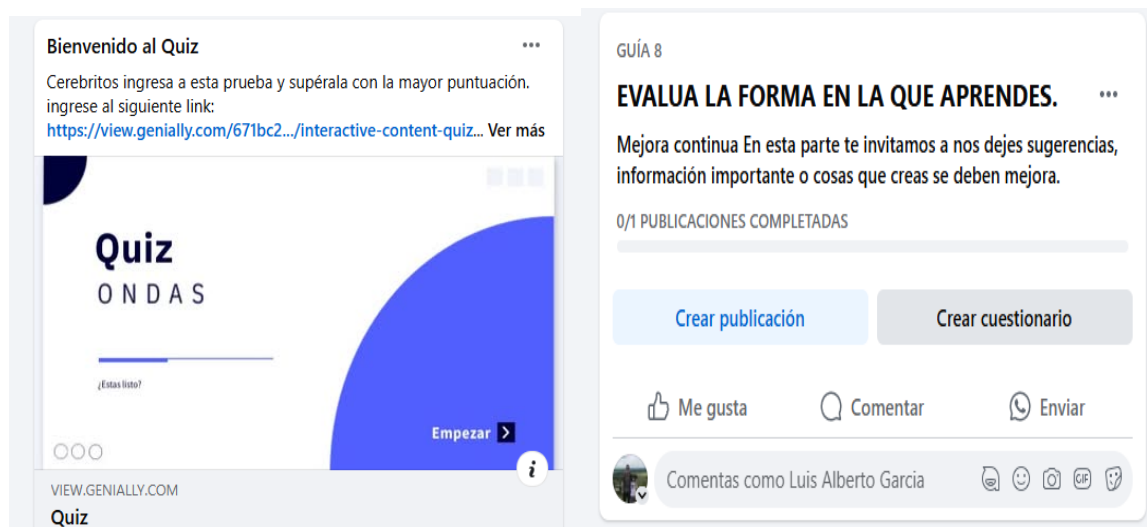 Bienvenido al Quiz
Cerebritos ingresa a esta prueba y supérala con la mayor puntuación.
ingrese al siguiente link:
https://view.genially.com/671bc2.../interactive-content-quiz... Ver más
Quiz
ONDAS
¿Estas listo?
Empezar
i
VIEW.GENIALLY.COM
Quiz
GUÍA 8
EVALUA LA FORMA EN LA QUE APRENDES.
Mejora continua En esta parte te invitamos a nos dejes sugerencias,
información importante o cosas que creas se deben mejora.
0/1 PUBLICACIONES COMPLETADAS
Crear publicación
Crear cuestionario
Me gusta
Comentar
Enviar
Comentas como Luis Alberto Garcia
GIF